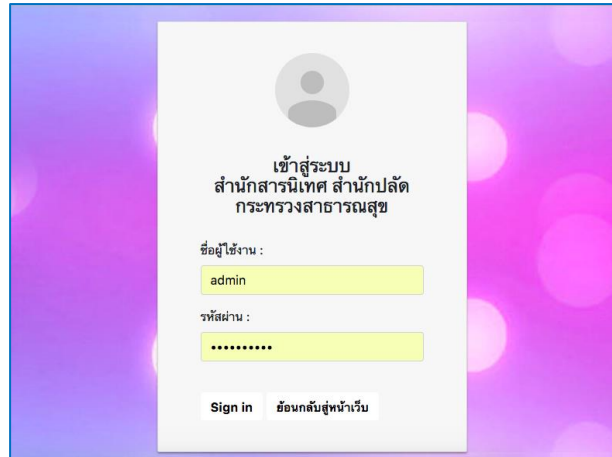 เข้าสู่ระบบ
สำนักสารนิเทศ สำนักปลัด
กระทรวงสาธารณสุข
ชื่อผู้ใช้งาน :
admin
รหัสผ่าน :
••••••••••
Sign in ย้อนกลับสู่หน้าเว็บ